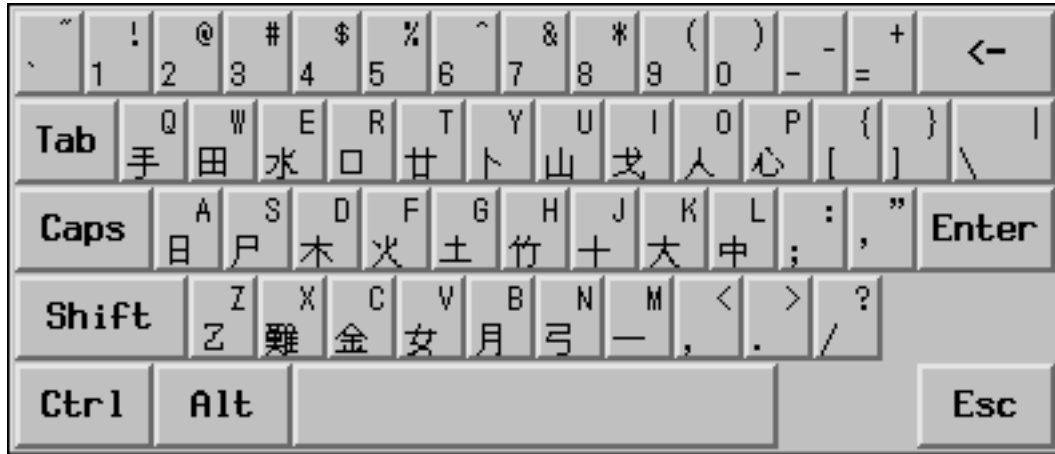 ~ ` ! 1 @ 2 # 3 $ 4 % 5 ^ 6 & 7 * 8 ( 9 ) 0 _ - + = <-
Tab Q 手 W 田 E 水 R 口 T 廿 Y 卜 U 山 I 戈 O 人 P 心 { [ } ] | \
Caps A 日 S 尸 D 木 F 火 G 土 H 竹 J 十 K 大 L 中 : ; " ' Enter
Shift Z Z X 難 C 金 V 女 B 月 N 弓 M 一 < , > . ? /
Ctrl Alt Esc